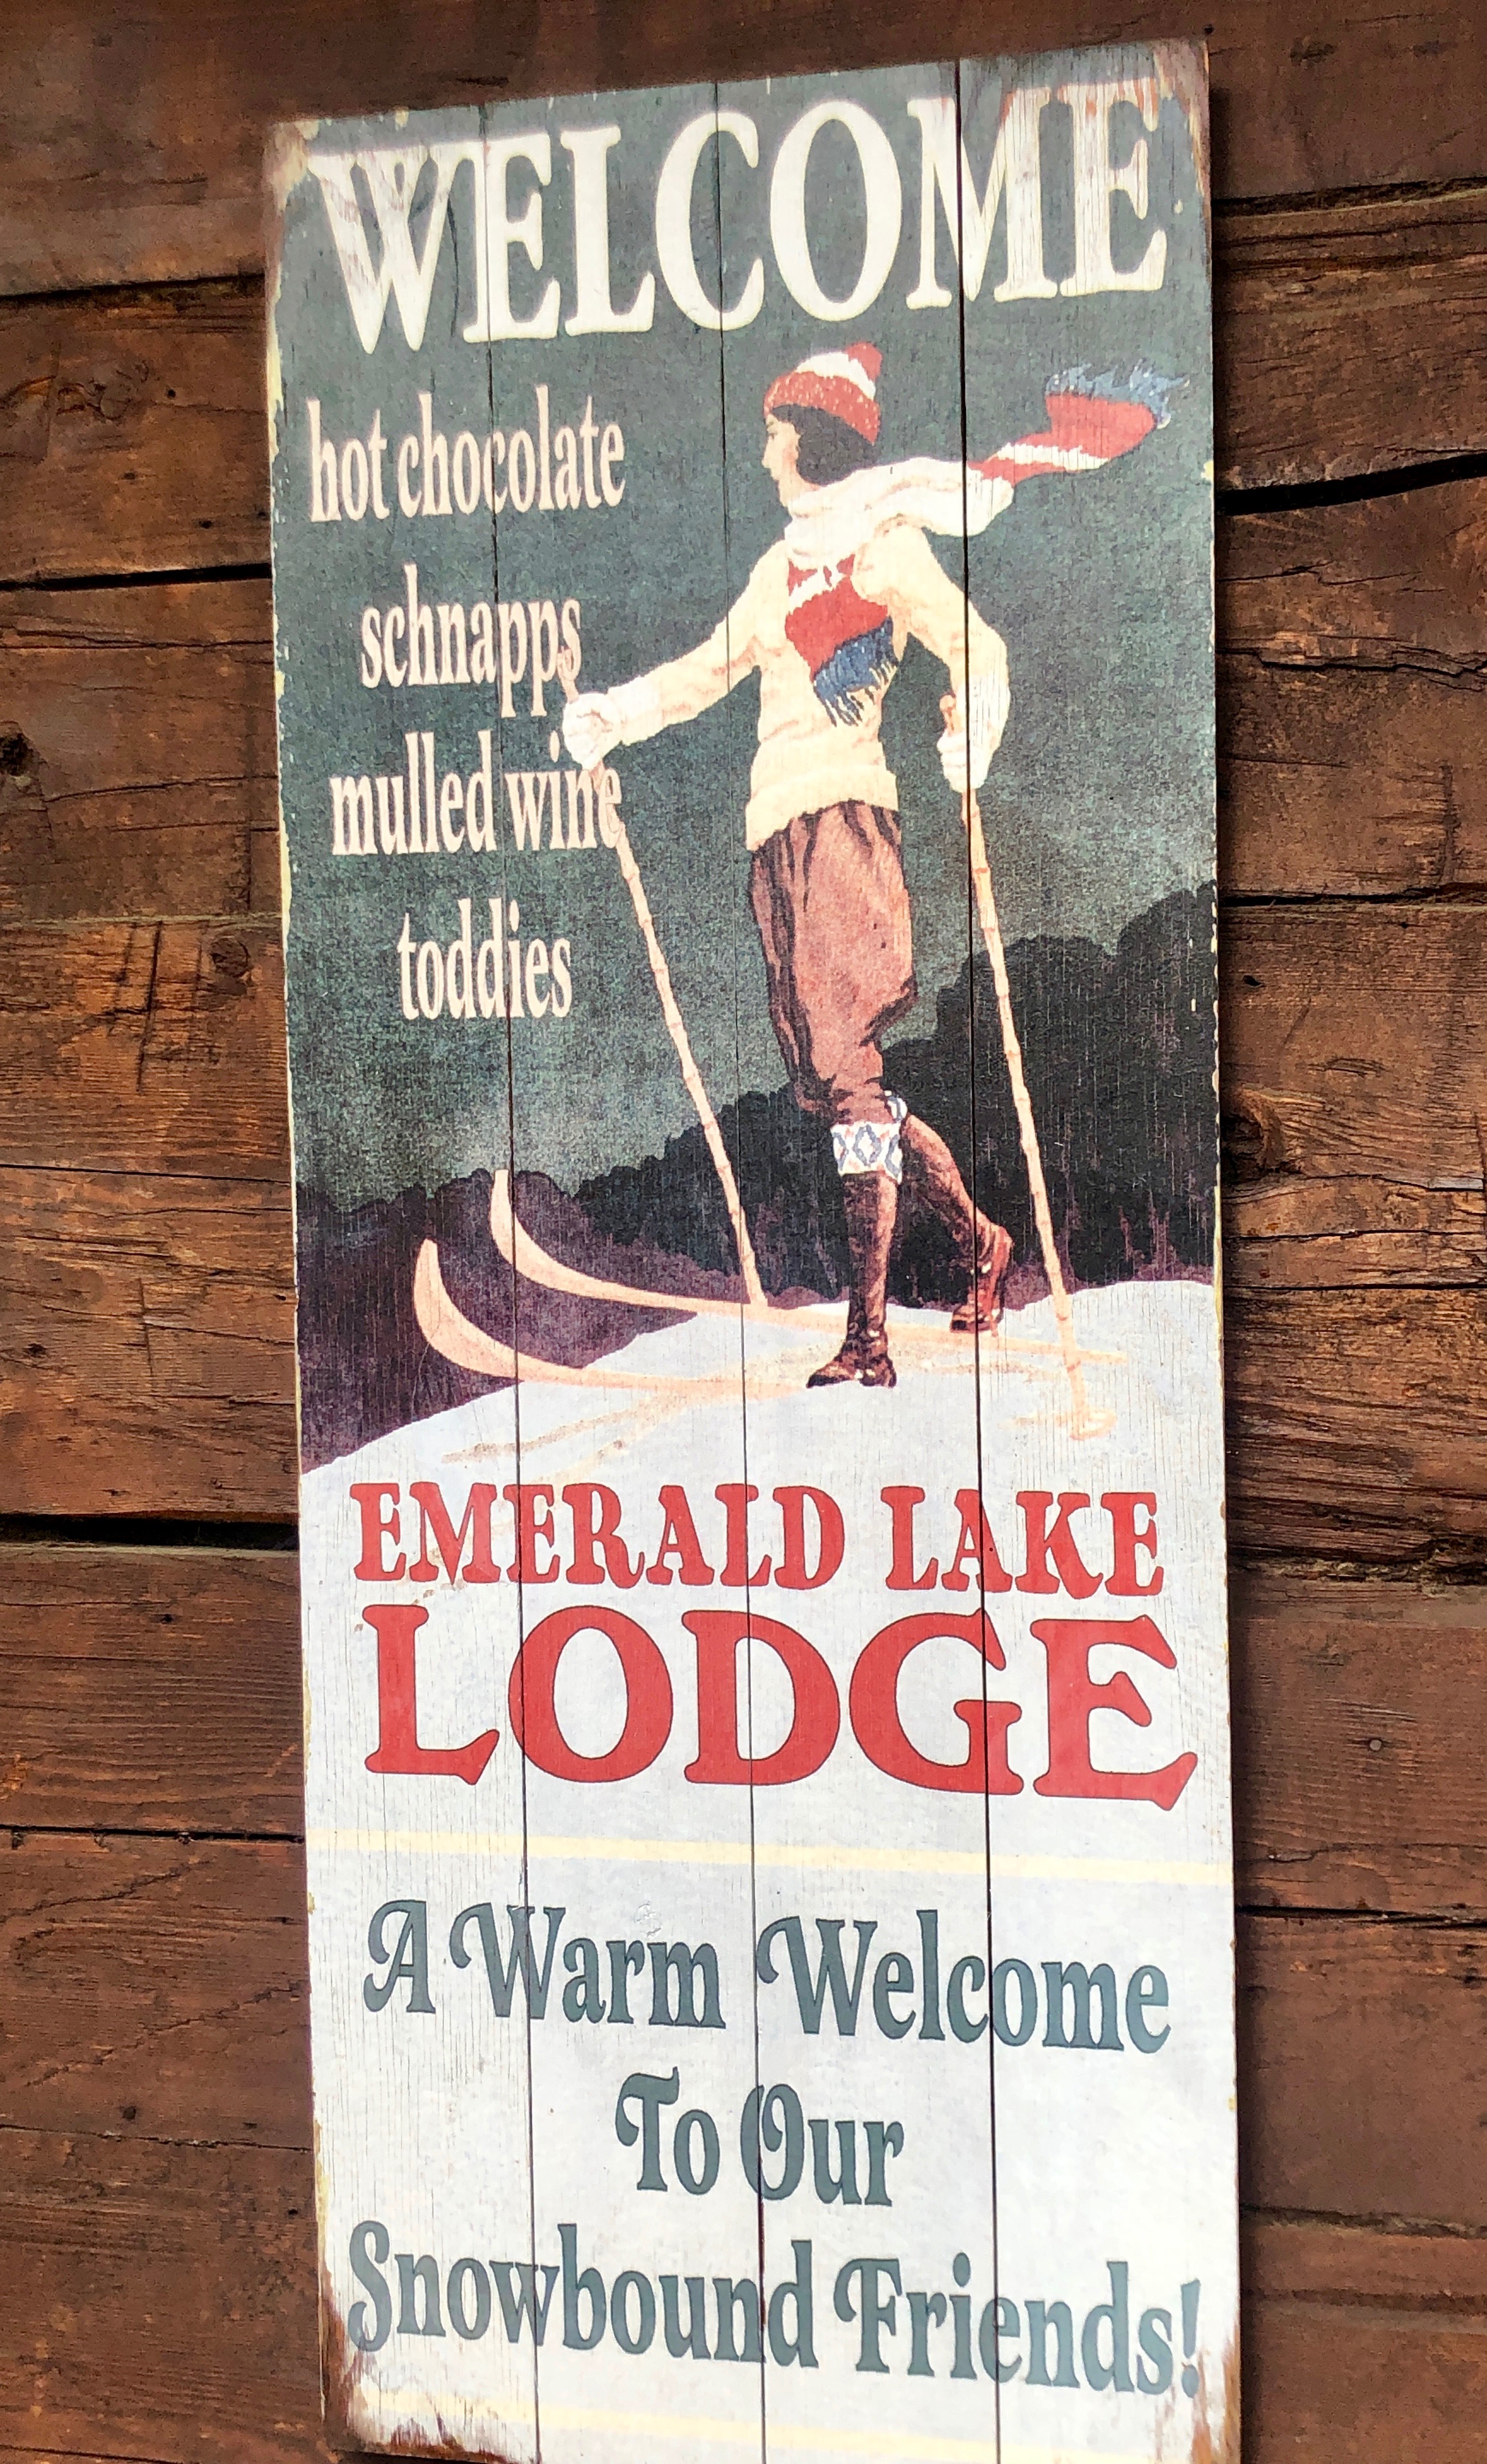 WELCOME
hot chocolate
schnapps
mulled wine
toddies
EMERALD LAKE
LODGE
A Warm Welcome
To Our
Snowbound Friends!